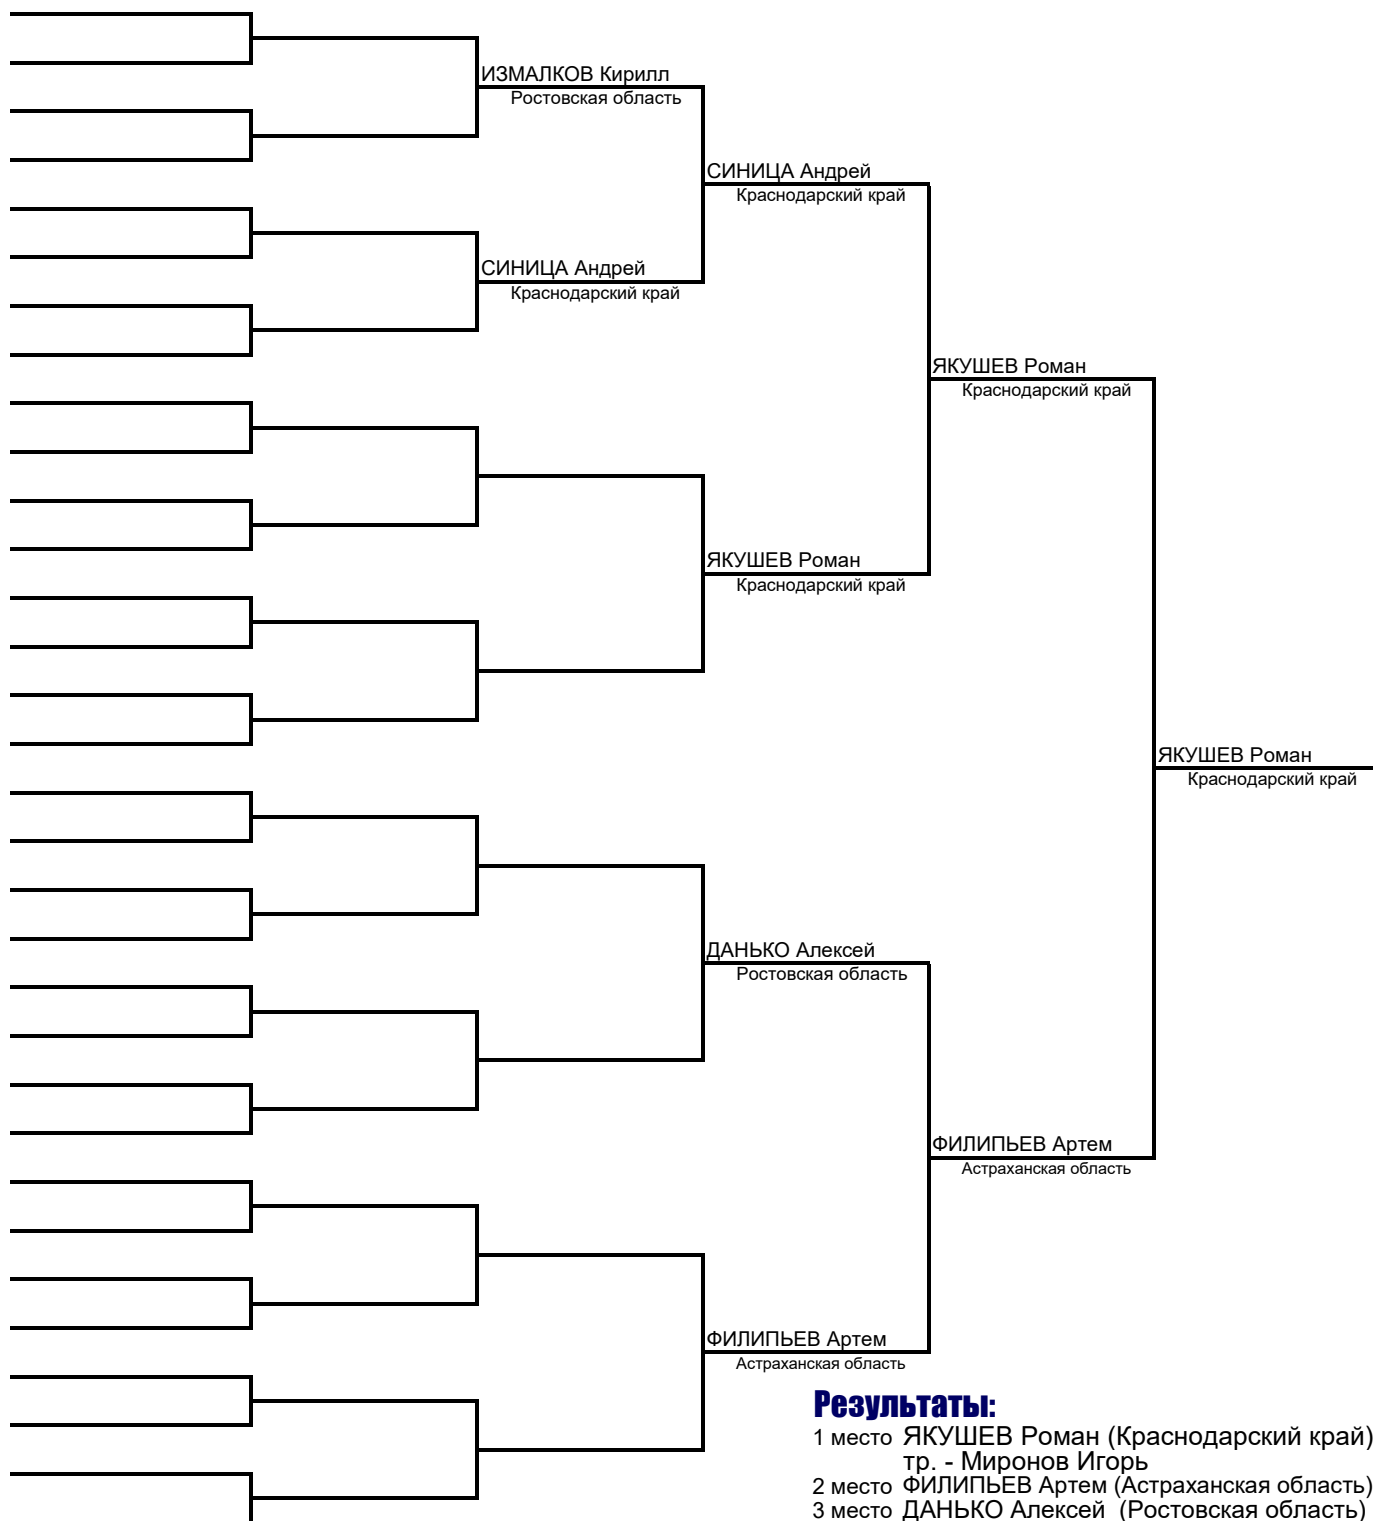 ИЗМАЛКОВ Кирилл
Ростовская область
СИНИЦА Андрей
Краснодарский край
СИНИЦА Андрей
Краснодарский край
ЯКУШЕВ Роман
Краснодарский край
ЯКУШЕВ Роман
Краснодарский край
ЯКУШЕВ Роман
Краснодарский край
ДАНЬКО Алексей
Ростовская область
ФИЛИПЬЕВ Артем
Астраханская область
ФИЛИПЬЕВ Артем
Астраханская область
Результаты:
1 место ЯКУШЕВ Роман (Краснодарский край)
тр. - Миронов Игорь
2 место ФИЛИПЬЕВ Артем (Астраханская область)
3 место ДАНЬКО Алексей (Ростовская область)